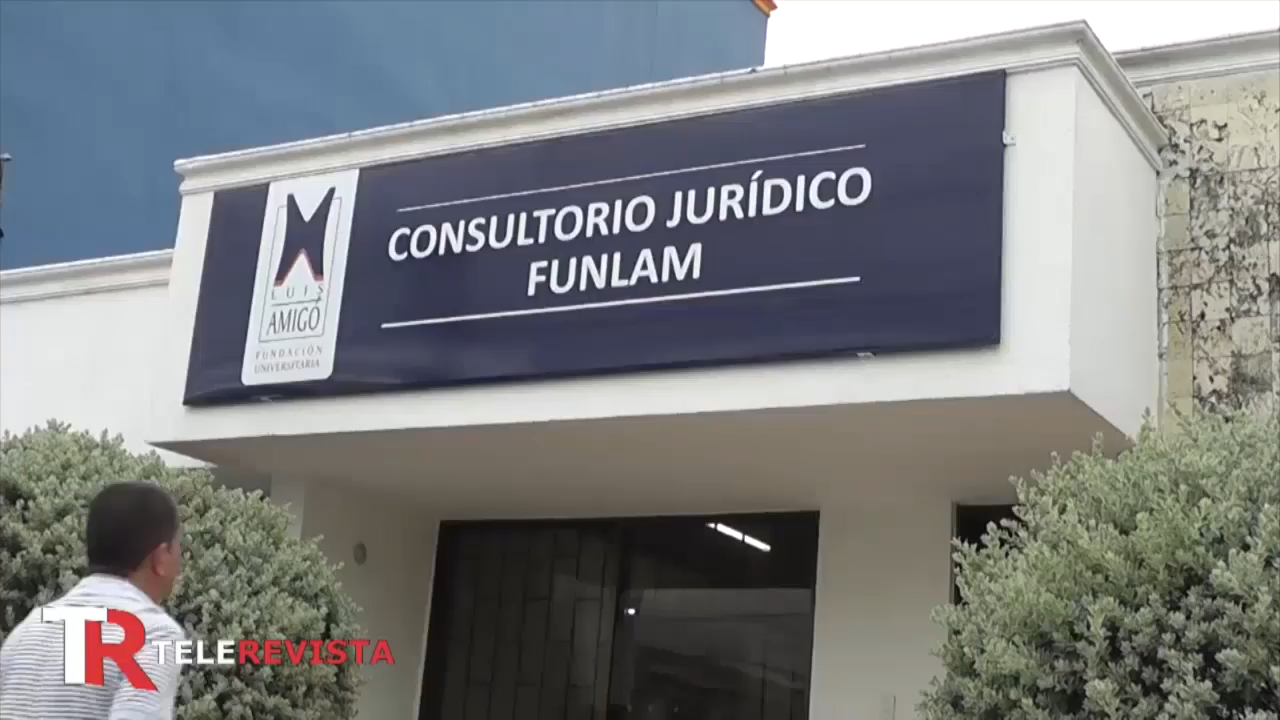 CONSULTORIO JURÍDICO
FUNLAM
LUIS
AMIGÓ
FUNDACIÓN
UNIVERSITARIA
TR TELEREVISTA